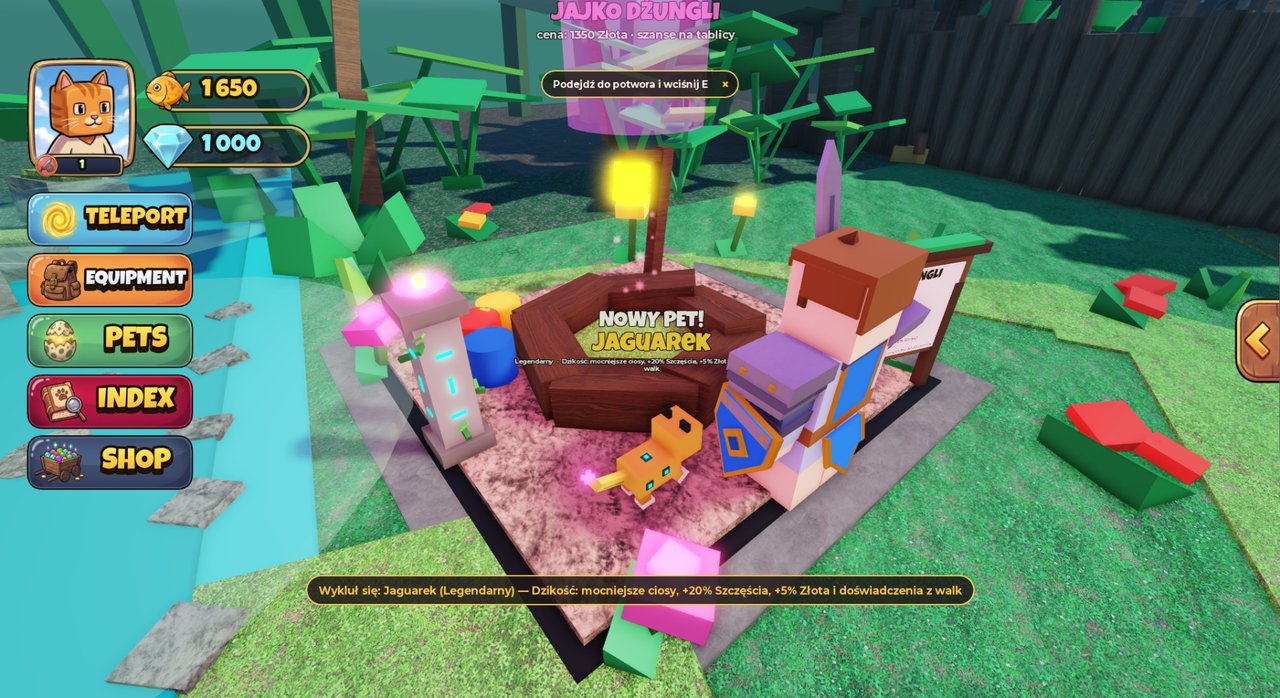 JAJKO DŻUNGLI
cena: 1350 Złota · szanse na tablicy
Podejdź do potwora i wciśnij E ×
1650
1000
1
TELEPORT
EQUIPMENT
PETS
INDEX
SHOP
NOWY PET!
JAGUAREK
Legendarny · Dzikość: mocniejsze ciosy, +20% Szczęścia, +5% Złot
walk
Wykluł się: Jaguarek (Legendarny) — Dzikość: mocniejsze ciosy, +20% Szczęścia, +5% Złota i doświadczenia z walk